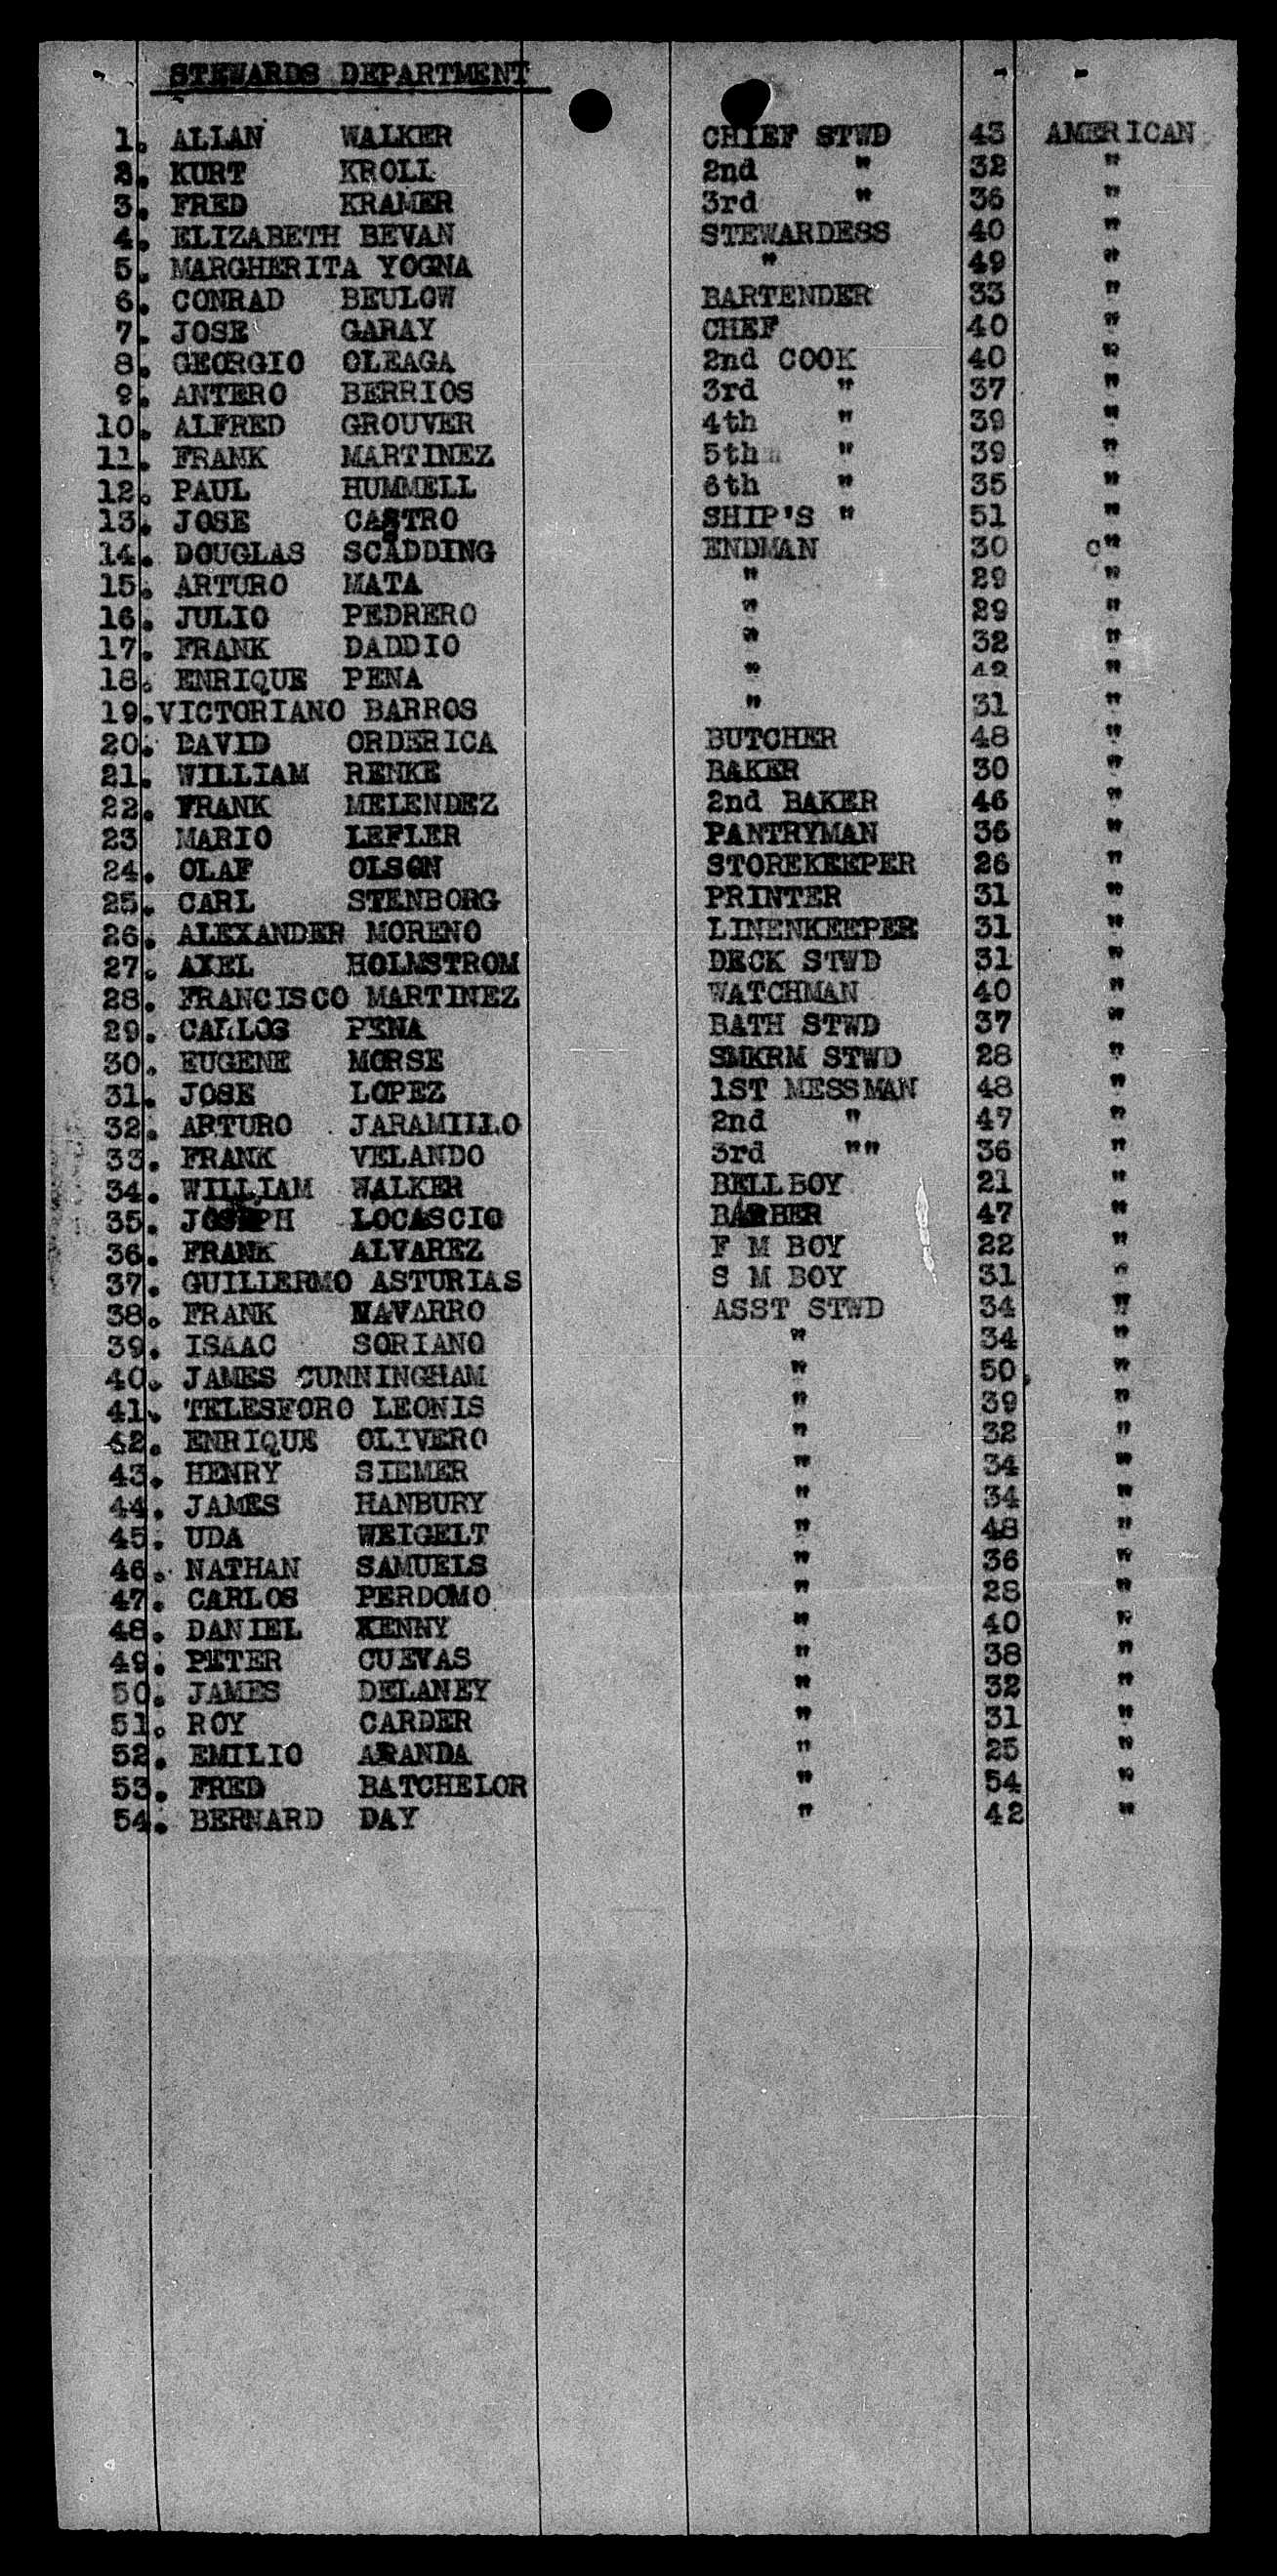 STEWARDS DEPARTMENT
1. ALLAN WALKER CHIEF STWD 43 AMERICAN
2. KURT KROLL 2nd " 32 "
3. FRED KRAMER 3rd " 36 "
4. ELIZABETH BEVAN STEWARDESS 40 "
5. MARGHERITA YOGNA " 49 "
6. CONRAD BEULOW BARTENDER 33 "
7. JOSE GARAY CHEF 40 "
8. GEORGIO OLEAGA 2nd COOK 40 "
9. ANTERO BERRIOS 3rd " 37 "
10. ALFRED GROUVER 4th " 39 "
11. FRANK MARTINEZ 5th " 39 "
12. PAUL HUMMELL 6th " 35 "
13. JOSE CASTRO SHIP'S " 51 "
14. DOUGLAS SCADDING ENDMAN 30 "
15. ARTURO MATA " 29 "
16. JULIO PEDRERO " 29 "
17. FRANK DADDIO " 32 "
18. ENRIQUE PENA " 42 "
19. VICTORIANO BARROS " 31 "
20. DAVID ORDERICA BUTCHER 48 "
21. WILLIAM RENKE BAKER 30 "
22. FRANK MELENDEZ 2nd BAKER 46 "
23 MARIO LEFLER PANTRYMAN 36 "
24. OLAF OLSON STOREKEEPER 26 "
25. CARL STENBORG PRINTER 31 "
26. ALEXANDER MORENO LINENKEEPER 31 "
27. AXEL HOLMSTROM DECK STWD 31 "
28. FRANCISCO MARTINEZ WATCHMAN 40 "
29. CARLOS PENA BATH STWD 37 "
30. EUGENE MORSE SMKRM STWD 28 "
31. JOSE LOPEZ 1ST MESSMAN 48 "
32. ARTURO JARAMILLO 2nd " 47 "
33. FRANK VELANDO 3rd "" 36 "
34. WILLIAM WALKER BELLBOY 21 "
35. JOSEPH LOCASCIO BARBER 47 "
36. FRANK ALVAREZ F M BOY 22 "
37. GUILLERMO ASTURIAS S M BOY 31 "
38. FRANK NAVARRO ASST STWD 34 "
39. ISAAC SORIANO " 34 "
40. JAMES CUNNINGHAM " 50 "
41. TELESFORO LEONIS " 39 "
42. ENRIQUE OLIVERO " 32 "
43. HENRY SIEMER " 34 "
44. JAMES HANBURY " 34 "
45. UDA WEIGELT " 48 "
46. NATHAN SAMUELS " 36 "
47. CARLOS PERDOMO " 28 "
48. DANIEL KENNY " 40 "
49. PETER CUEVAS " 38 "
50. JAMES DELANEY " 32 "
51. ROY CARDER " 31 "
52. EMILIO ARANDA " 25 "
53. FRED BATCHELOR " 54 "
54. BERNARD DAY " 42 "